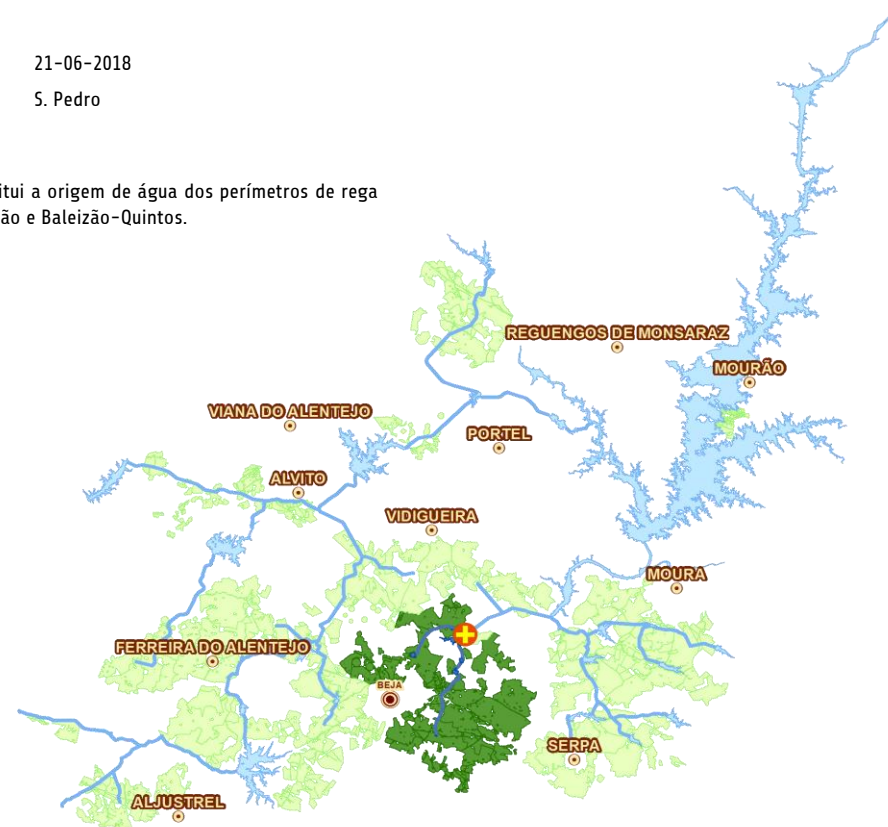 21-06-2018
S. Pedro
itui a origem de água dos perímetros de rega
ão e Baleizão-Quintos.
REGUENGOS DE MONSARAZ
MOURÃO
VIANA DO ALENTEJO
PORTEL
ALVITO
VIDIGUEIRA
MOURA
FERREIRA DO ALENTEJO
BEJA
SERPA
ALJUSTREL